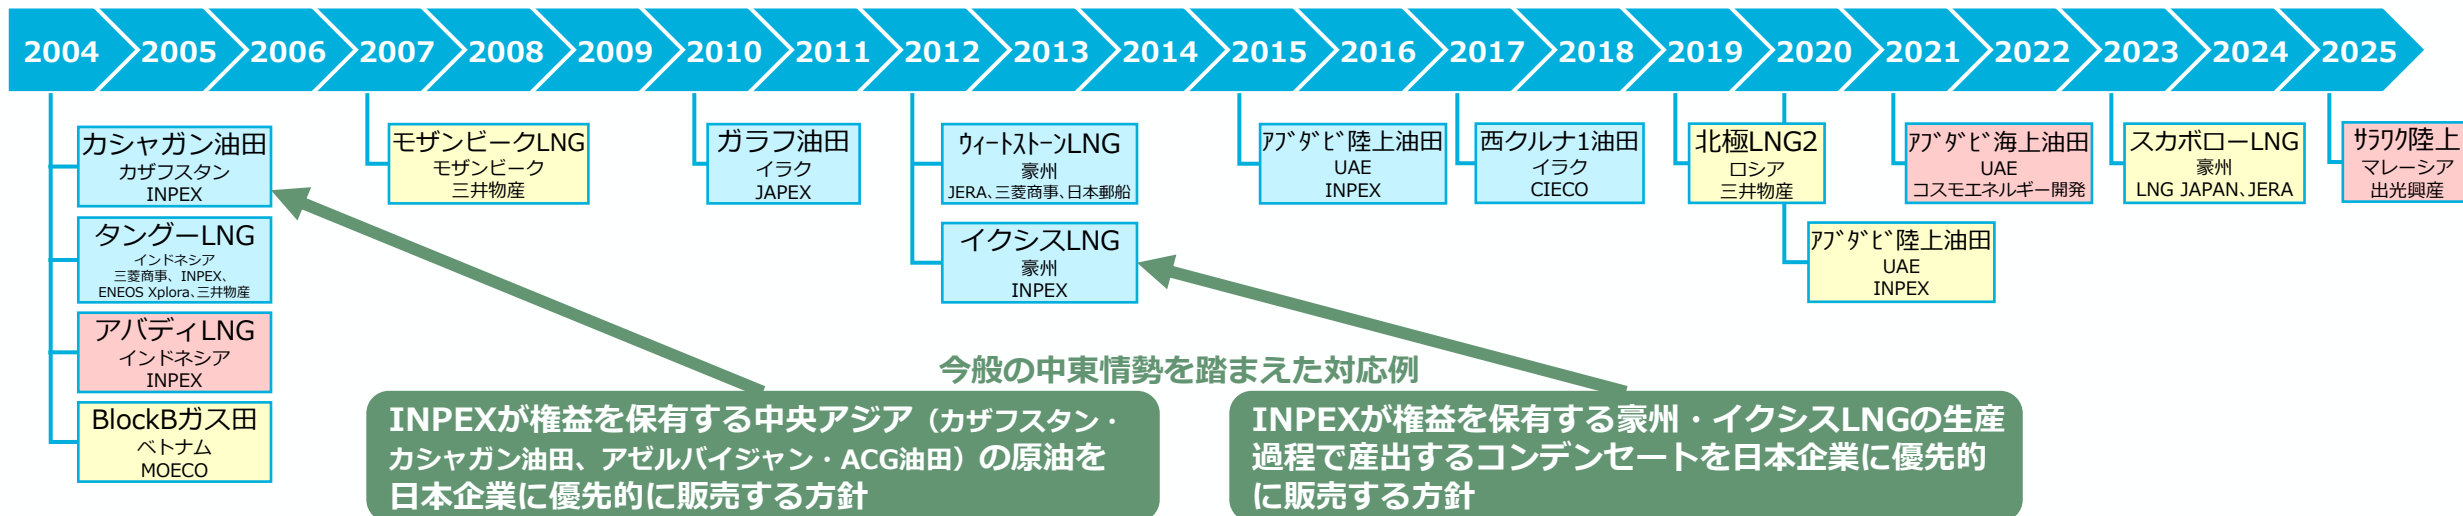 2004 2005 2006 2007 2008 2009 2010 2011 2012 2013 2014 2015 2016 2017 2018 2019 2020 2021 2022 2023 2024 2025
カシャガン油田
カザフスタン
INPEX
タングーLNG
インドネシア
三菱商事、INPEX、
ENEOS Xplora、三井物産
アバディLNG
インドネシア
INPEX
BlockBガス田
ベトナム
MOECO
モザンビークLNG
モザンビーク
三井物産
ガラフ油田
イラク
JAPEX
ｳｨｰﾄｽﾄｰﾝLNG
豪州
JERA、三菱商事、日本郵船
イクシスLNG
豪州
INPEX
ｱﾌﾞﾀﾞﾋﾞ陸上油田
UAE
INPEX
西クルナ1油田
イラク
CIECO
北極LNG2
ロシア
三井物産
ｱﾌﾞﾀﾞﾋﾞ陸上油田
UAE
INPEX
ｱﾌﾞﾀﾞﾋﾞ海上油田
UAE
コスモエネルギー開発
スカボローLNG
豪州
LNG JAPAN、JERA
ｻﾗﾜｸ陸上
マレーシア
出光興産
今般の中東情勢を踏まえた対応例
INPEXが権益を保有する中央アジア（カザフスタン・
カシャガン油田、アゼルバイジャン・ACG油田）の原油を
日本企業に優先的に販売する方針
INPEXが権益を保有する豪州・イクシスLNGの生産
過程で産出するコンデンセートを日本企業に優先的
に販売する方針